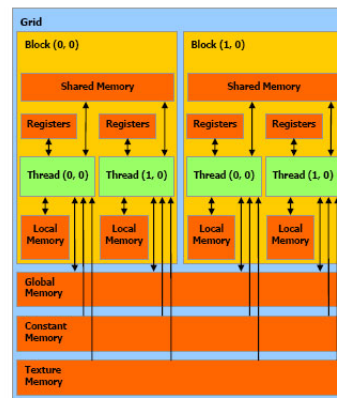 Grid
Block (0, 0)
Block (1, 0)
Shared Memory
Shared Memory
Registers
Registers
Registers
Registers
Thread (0, 0)
Thread (1, 0)
Thread (0, 0)
Thread (1, 0)
Local
Memory
Local
Memory
Local
Memory
Local
Memory
Global
Memory
Constant
Memory
Texture
Memory